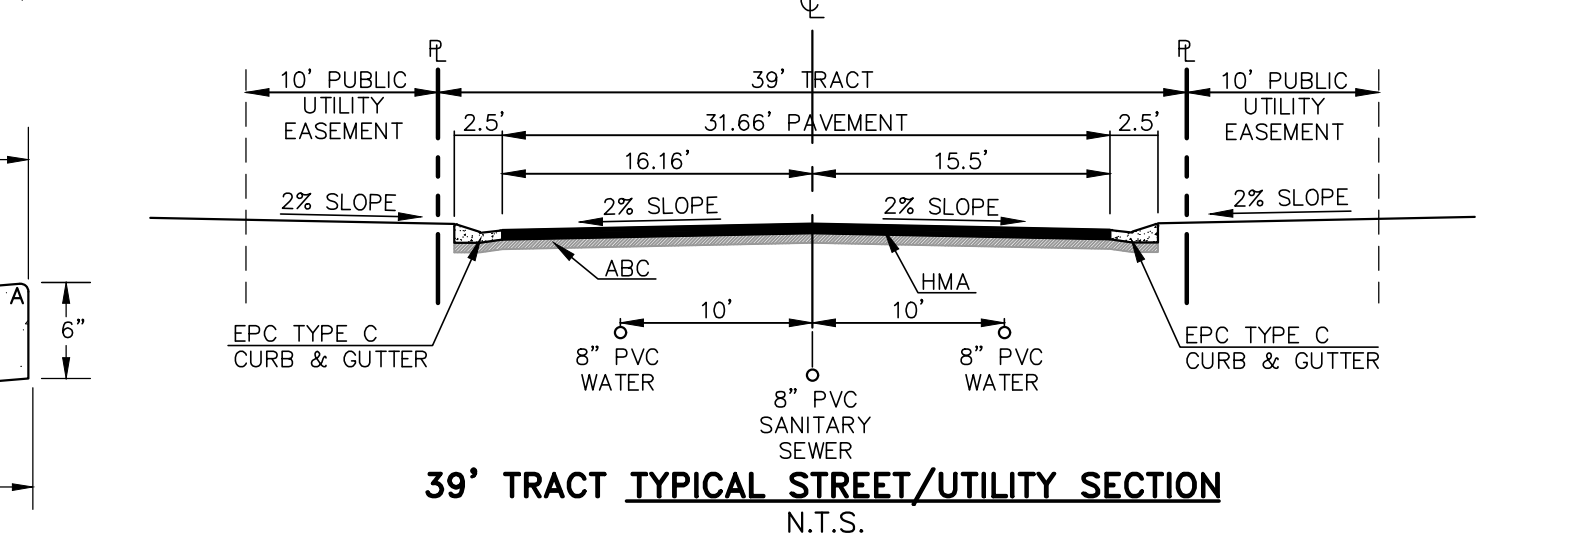 ℄
℞L ℞L
10' PUBLIC
UTILITY
EASEMENT
39' TRACT
10' PUBLIC
UTILITY
EASEMENT
2.5'
31.66' PAVEMENT
2.5'
16.16'
15.5'
2% SLOPE
2% SLOPE
2% SLOPE
2% SLOPE
A
6"
ABC
HMA
10'
10'
EPC TYPE C
CURB & GUTTER
8" PVC
WATER
8" PVC
WATER
EPC TYPE C
CURB & GUTTER
8" PVC
SANITARY
SEWER
39' TRACT TYPICAL STREET/UTILITY SECTION
N.T.S.